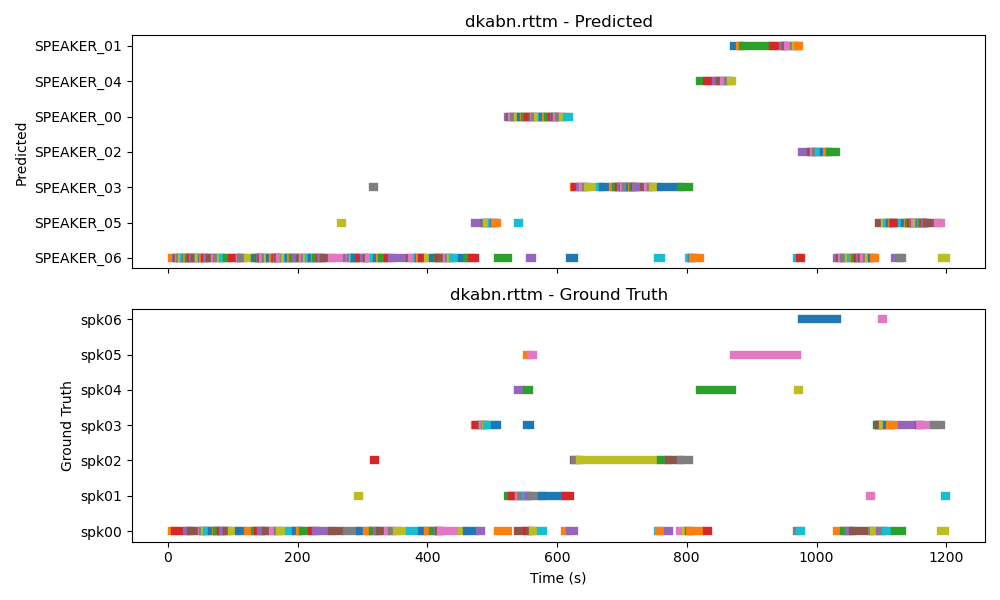 dkabn.rttm - Predicted
SPEAKER_01
SPEAKER_04
SPEAKER_00
SPEAKER_02
SPEAKER_03
SPEAKER_05
SPEAKER_06
Predicted
dkabn.rttm - Ground Truth
spk06
spk05
spk04
spk03
spk02
spk01
spk00
Ground Truth
0 200 400 600 800 1000 1200
Time (s)